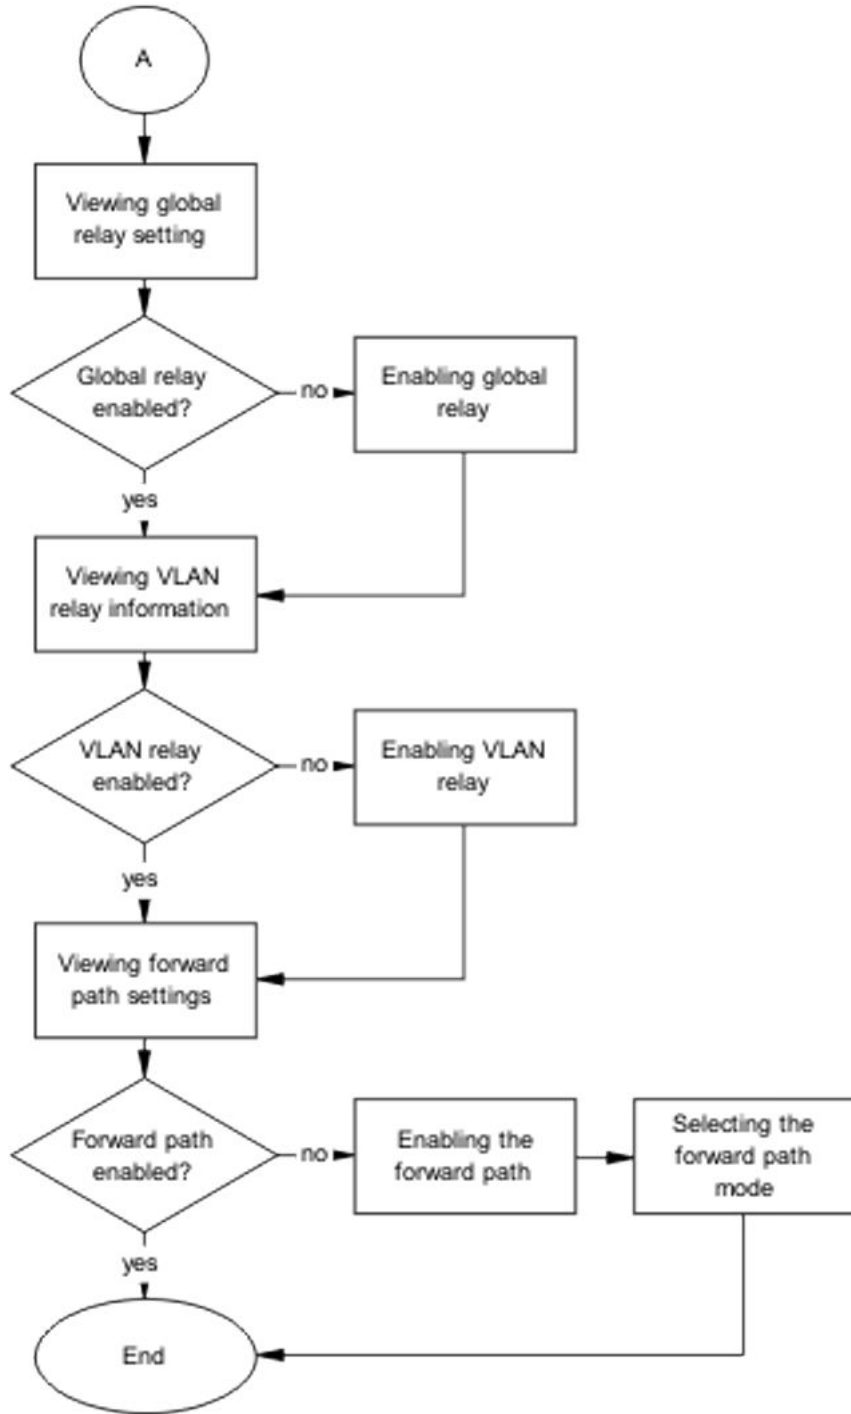 A
Viewing global
relay setting
Global relay
enabled?
no
Enabling global
relay
yes
Viewing VLAN
relay information
VLAN relay
enabled?
no
Enabling VLAN
relay
yes
Viewing forward
path settings
Forward path
enabled?
no
Enabling the
forward path
Selecting the
forward path
mode
yes
End